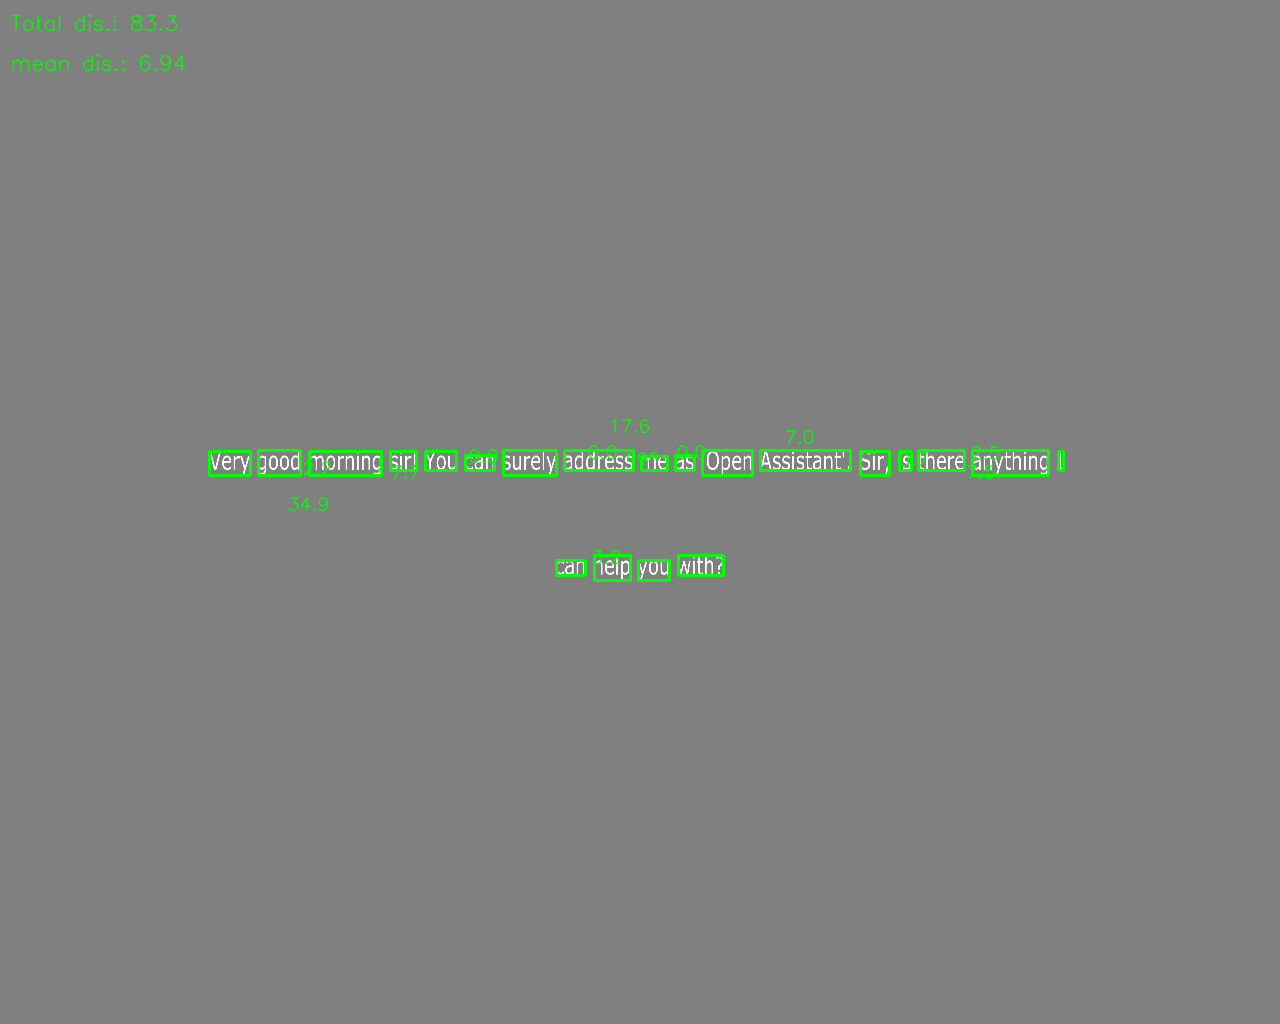 Total dis.: 83.3
mean dis.: 6.94
17.6
7.0
Very good morning sir! You can surely address me as 'Open Assistant'. Sir, is there anything I
34.9
can help you with?